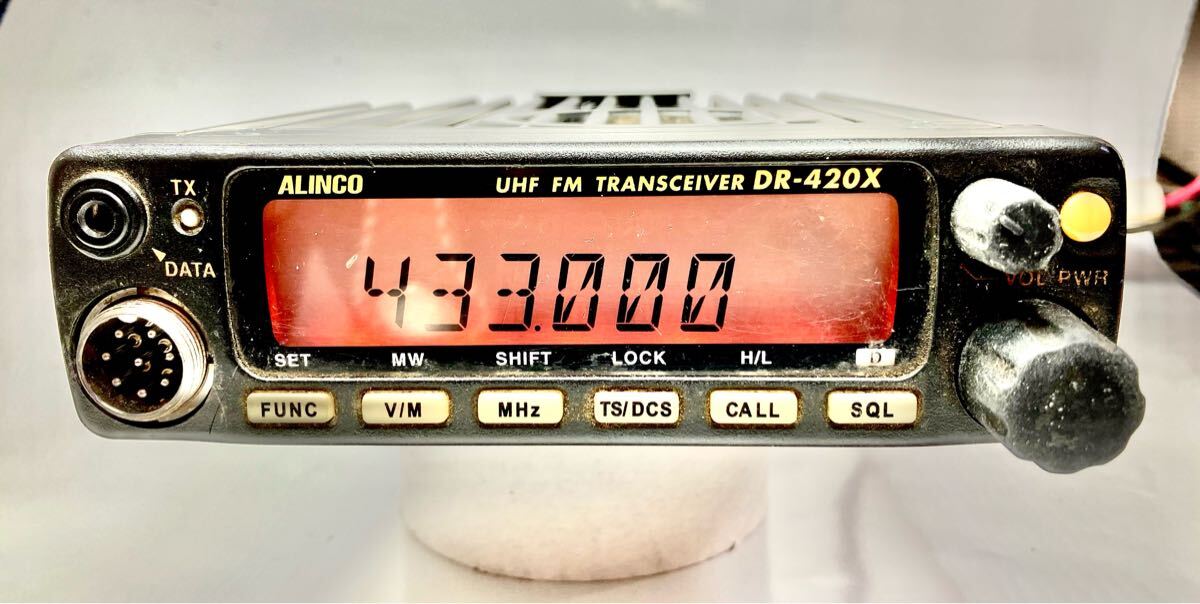 ALINCO UHF FM TRANSCEIVER DR-420X
TX
DATA
433.000
VOL PWR
SET MW SHIFT LOCK H/L D
FUNC V/M MHz TS/DCS CALL SQL